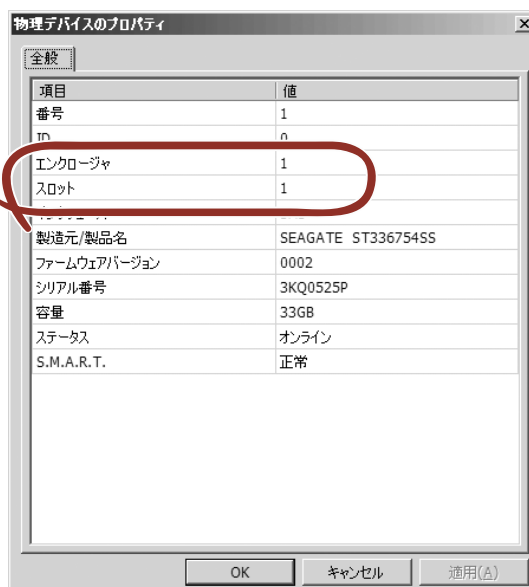 物理デバイスのプロパティ
全般
項目 値
番号 1
ID 0
エンクロージャ 1
スロット 1
製造元/製品名 SEAGATE ST336754SS
ファームウェアバージョン 0002
シリアル番号 3KQ0525P
容量 33GB
ステータス オンライン
S.M.A.R.T. 正常
OK キャンセル 適用(A)